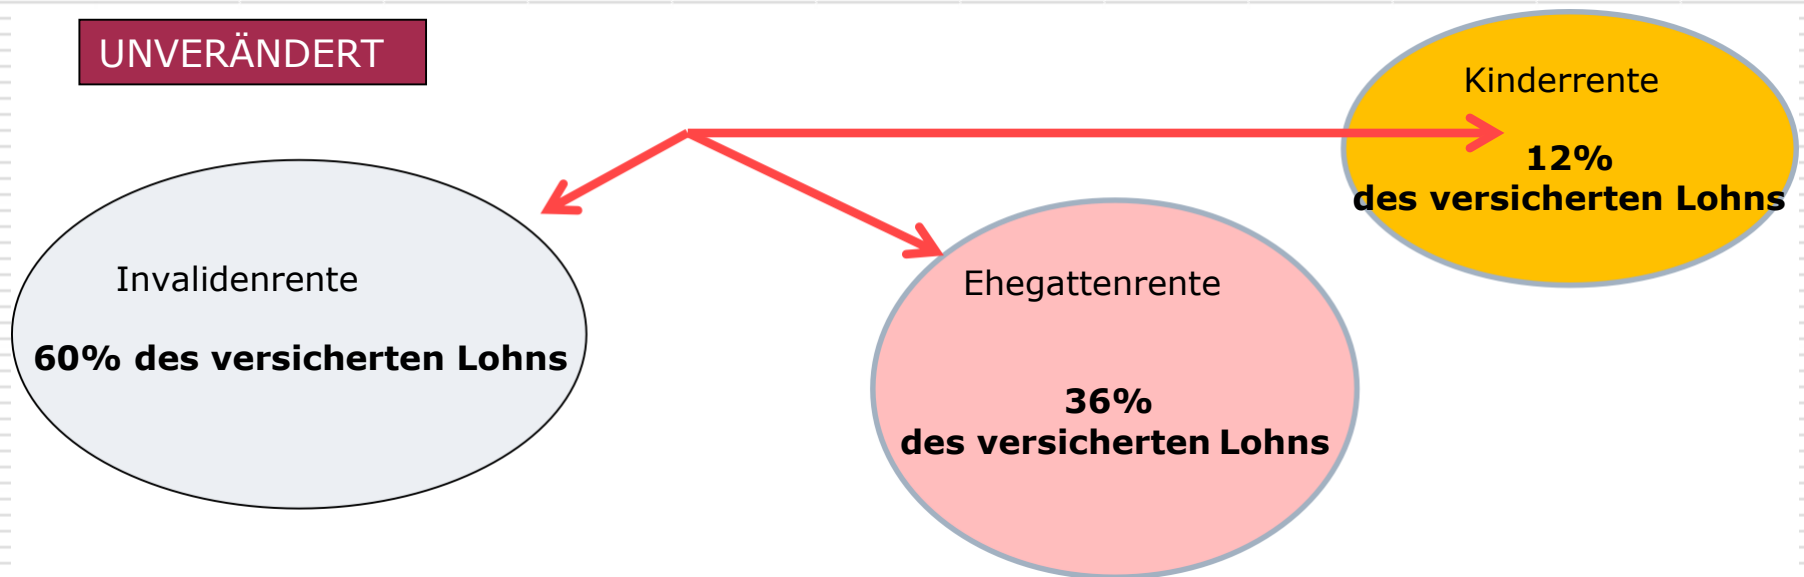 UNVERÄNDERT
Kinderrente
12%
des versicherten Lohns
Invalidenrente
60% des versicherten Lohns
Ehegattenrente
36%
des versicherten Lohns